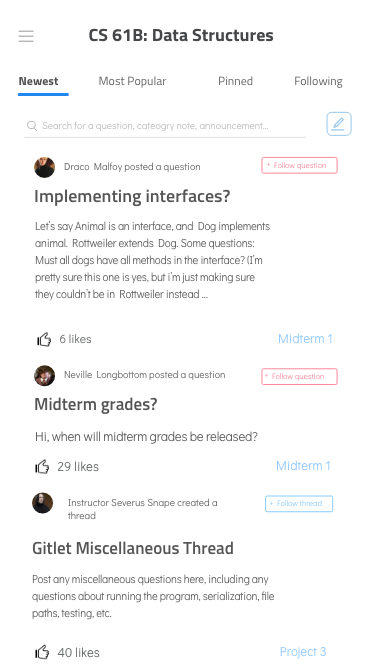 CS 61B: Data Structures
Newest Most Popular Pinned Following
Search for a question, cateogry note, announcement...
Draco Malfoy posted a question + Follow question
Implementing interfaces?
Let's say Animal is an interface, and Dog implements
animal. Rottweiler extends Dog. Some questions:
Must all dogs have all methods in the interface? (I'm
pretty sure this one is yes, but i'm just making sure
they couldn't be in Rottweiler instead ...
6 likes Midterm 1
Neville Longbottom posted a question + Follow question
Midterm grades?
Hi, when will midterm grades be released?
29 likes Midterm 1
Instructor Severus Snape created a + Follow thread
thread
Gitlet Miscellaneous Thread
Post any miscellaneous questions here, including any
questions about running the program, serialization, file
paths, testing, etc.
40 likes Project 3